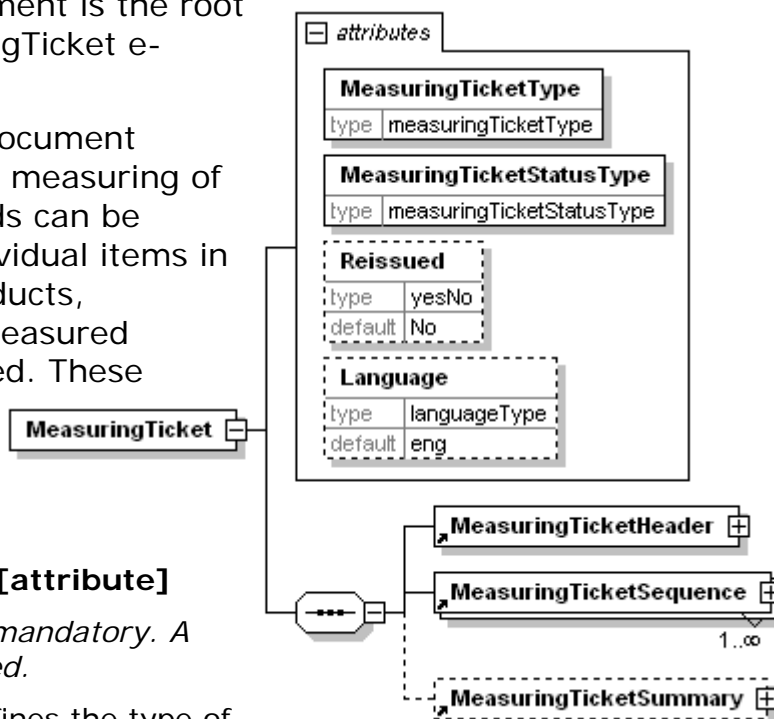 ment is the root
gTicket e-
ocument
measuring of
ds can be
vidual items in
ducts,
easured
ed. These
attributes
MeasuringTicketType
type measuringTicketType
MeasuringTicketStatusType
type measuringTicketStatusType
Reissued
type yesNo
default No
Language
type languageType
default eng
MeasuringTicket
MeasuringTicketHeader
MeasuringTicketSequence
1..∞
MeasuringTicketSummary
[attribute]
mandatory. A
ed.
fines the type of